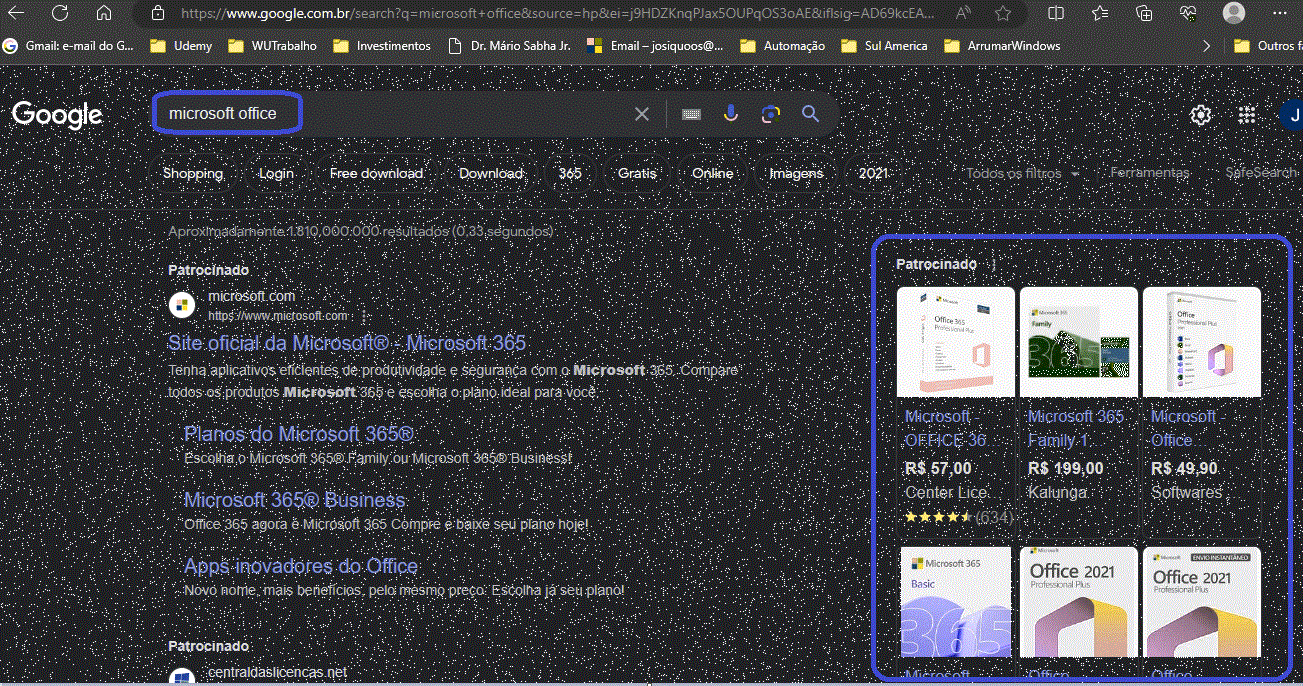 https://www.google.com.br/search?q=microsoft+office&source=hp&ei=j9HDZKnqPJax5OUPqOS3oAE&iflsig=AD69kcEA...
Gmail: e-mail do G...
Udemy
WUTrabalho
Investimentos
Dr. Mário Sabha Jr.
Email – josiquoos@...
Automação
Sul America
ArrumarWindows
Outros fa
Google
microsoft office
J
Shopping
Login
Free download
Download
365
Gratis
Online
Imagens
2021
Todos os filtros
Ferramentas
SafeSearch
Aproximadamente 1.810.000.000 resultados (0,33 segundos)
Patrocinado
microsoft.com
https://www.microsoft.com
Site oficial da Microsoft® - Microsoft 365
Tenha aplicativos eficientes de produtividade e segurança com o Microsoft 365. Compare
todos os produtos Microsoft 365 e escolha o plano ideal para você.
Planos do Microsoft 365®
Escolha o Microsoft 365® Family ou Microsoft 365® Business!
Microsoft 365® Business
Office 365 agora é Microsoft 365 Compre e baixe seu plano hoje!
Apps inovadores do Office
Novo nome, mais benefícios, pelo mesmo preço. Escolha já seu plano!
Patrocinado
centraldaslicencas.net
Patrocinado
Microsoft
Office 365
Professional Plus
Microsoft -
OFFICE 36
R$ 57,00
Center Lice...
(634)
Microsoft 365
Family
365
Microsoft 365
Family 1...
R$ 199,00
Kalunga...
Microsoft
Office
Professional Plus
Microsoft -
Office...
R$ 49,90
Softwares...
Microsoft 365
Basic
365
Microsoft
Microsoft
Office 2021
Professional Plus
Office
Microsoft
ENVIO INSTANTÂNEO
Office 2021
Professional Plus
Office